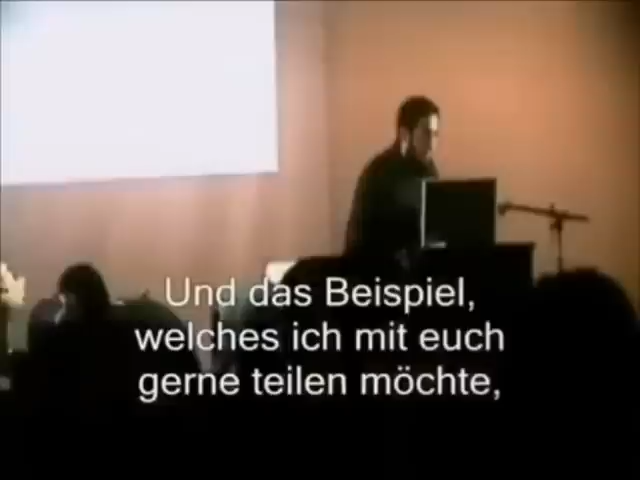 Und das Beispiel,
welches ich mit euch
gerne teilen möchte,